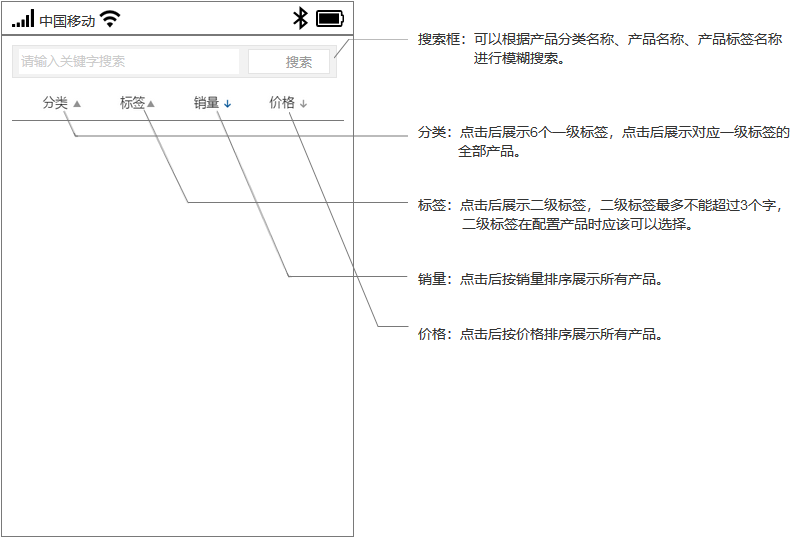 中国移动
请输入关键字搜索
搜索
分类 标签 销量 价格
搜索框：可以根据产品分类名称、产品名称、产品标签名称
进行模糊搜索。
分类：点击后展示6个一级标签，点击后展示对应一级标签的
全部产品。
标签：点击后展示二级标签，二级标签最多不能超过3个字，
二级标签在配置产品时应该可以选择。
销量：点击后按销量排序展示所有产品。
价格：点击后按价格排序展示所有产品。